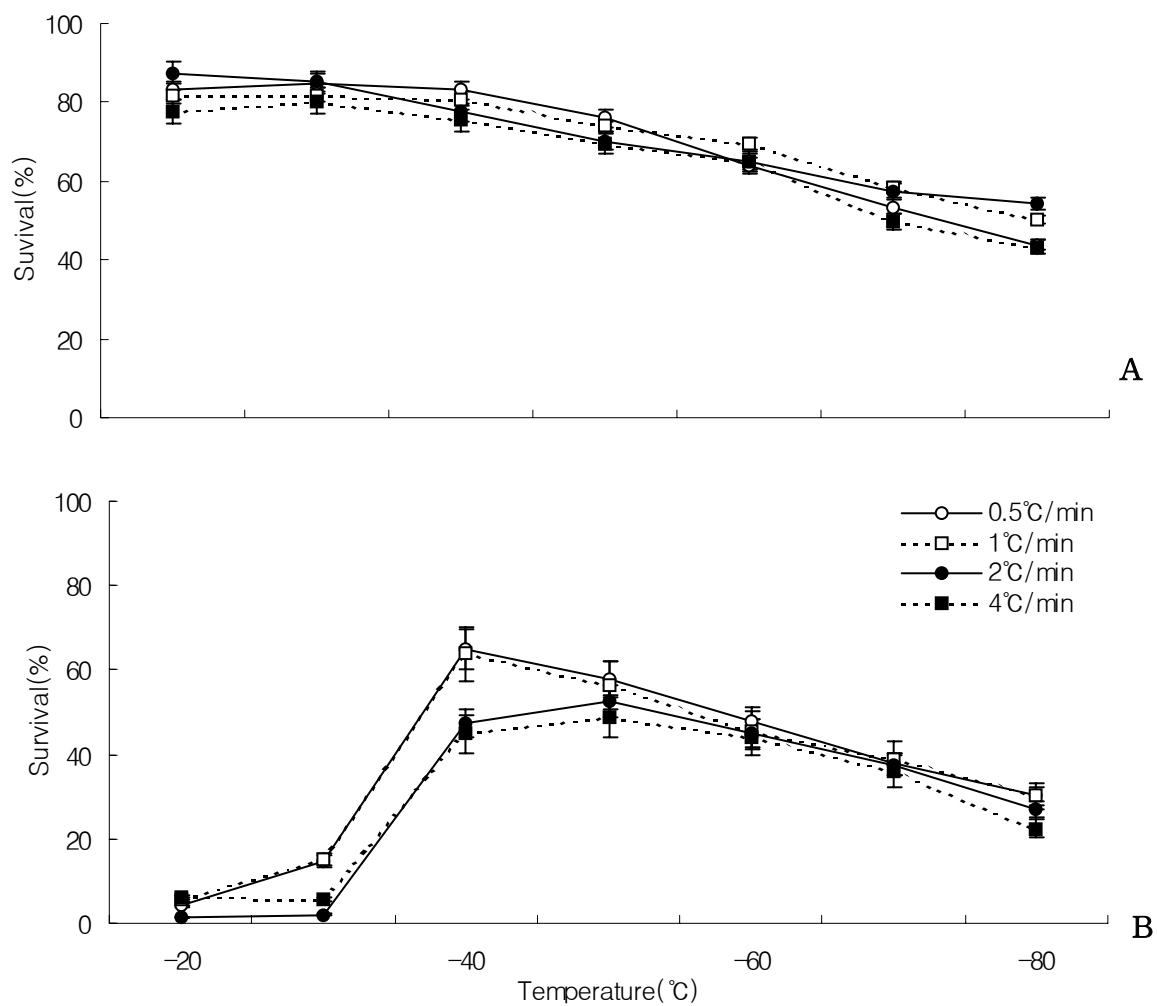 100
80
60
40
20
0
Suvival(%)
A
100
80
60
40
20
0
Survival(%)
0.5℃/min
1℃/min
2℃/min
4℃/min
B
-20
-40
-60
-80
Temperature(℃)